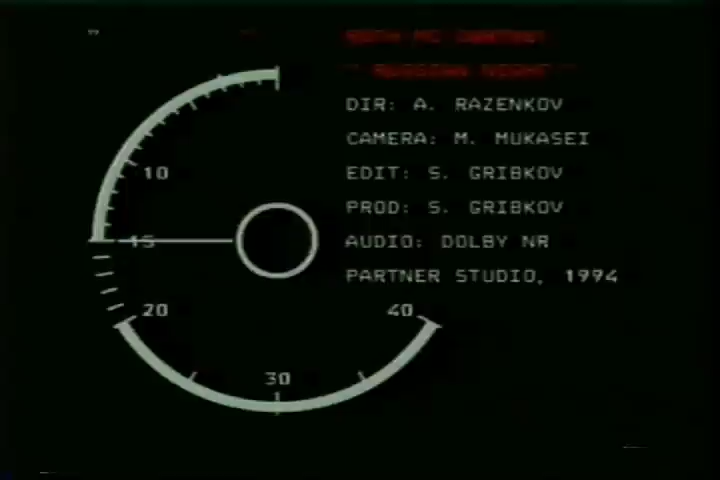 DIR: A. RAZENKOV
CAMERA: M. MUKASEI
EDIT: S. GRIBKOV
PROD: S. GRIBKOV
AUDIO: DOLBY NR
PARTNER STUDIO, 1994
10
15
20
30
40